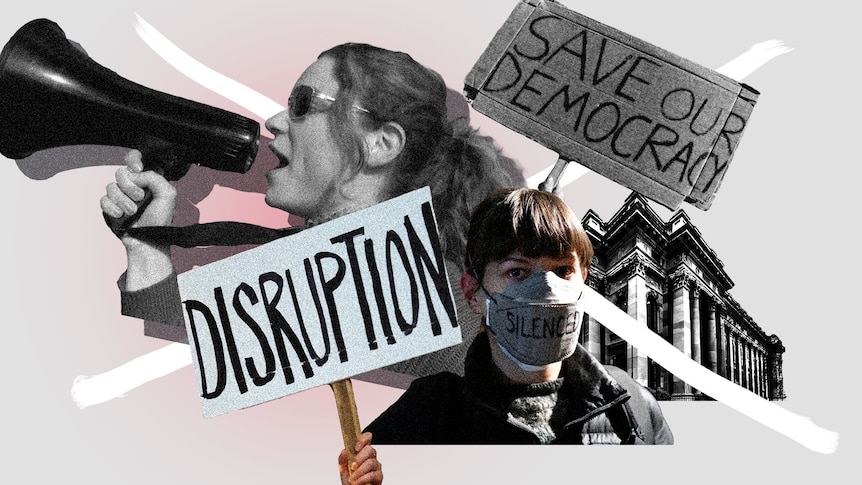 SAVE OUR
DEMOCRACY
DISRUPTION
SILENCED